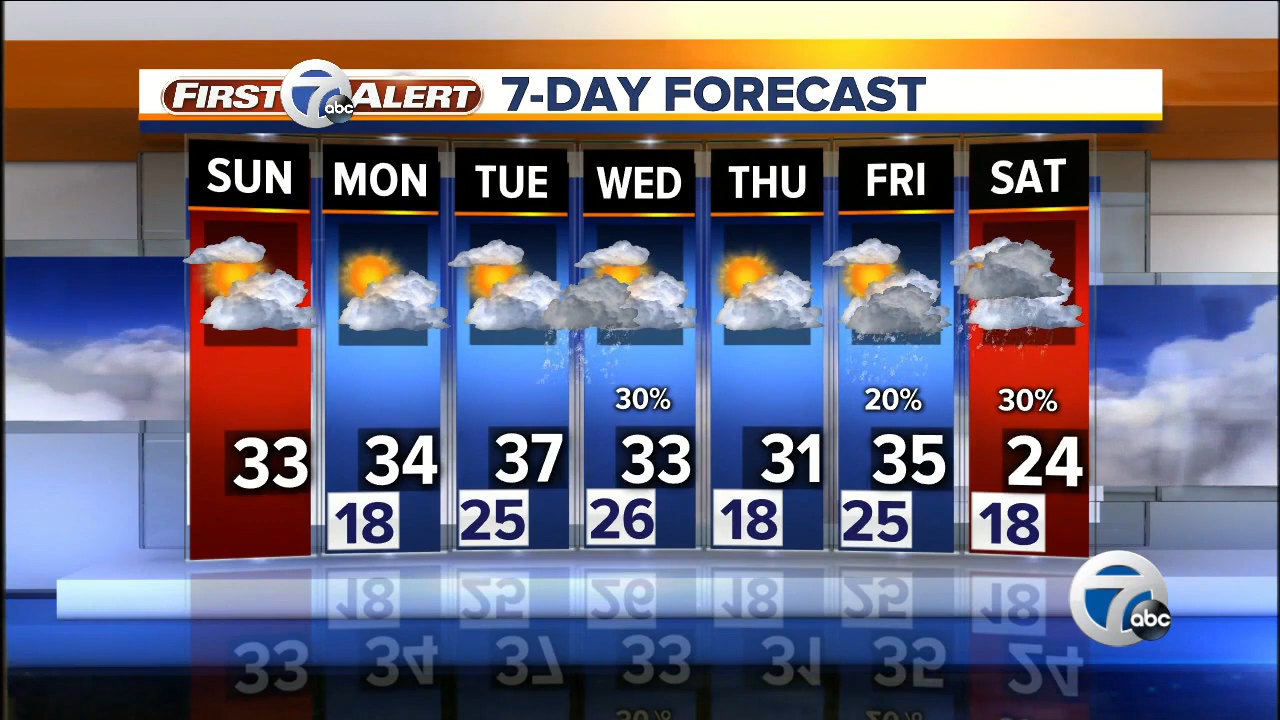 FIRST 7 abc ALERT 7-DAY FORECAST
SUN MON TUE WED THU FRI SAT
30% 20% 30%
33 34 37 33 31 35 24
18 25 26 18 25 18
7 abc